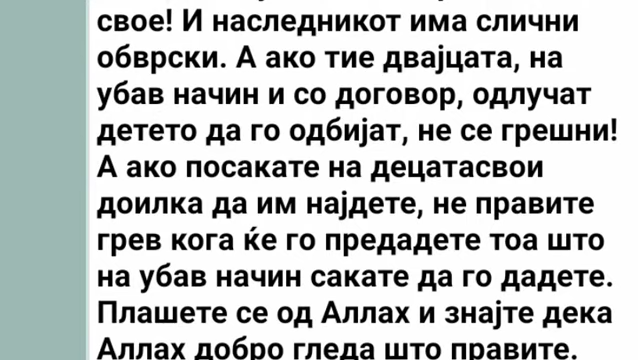 свое! И наследникот има слични
обврски. А ако тие двајцата, на
убав начин и со договор, одлучат
детето да го одбијат, не се грешни!
А ако посакате на децатасвои
доилка да им најдете, не правите
грев кога ќе го предадете тоа што
на убав начин сакате да го дадете.
Плашете се од Аллах и знајте дека
Аллах добро гледа што правите.